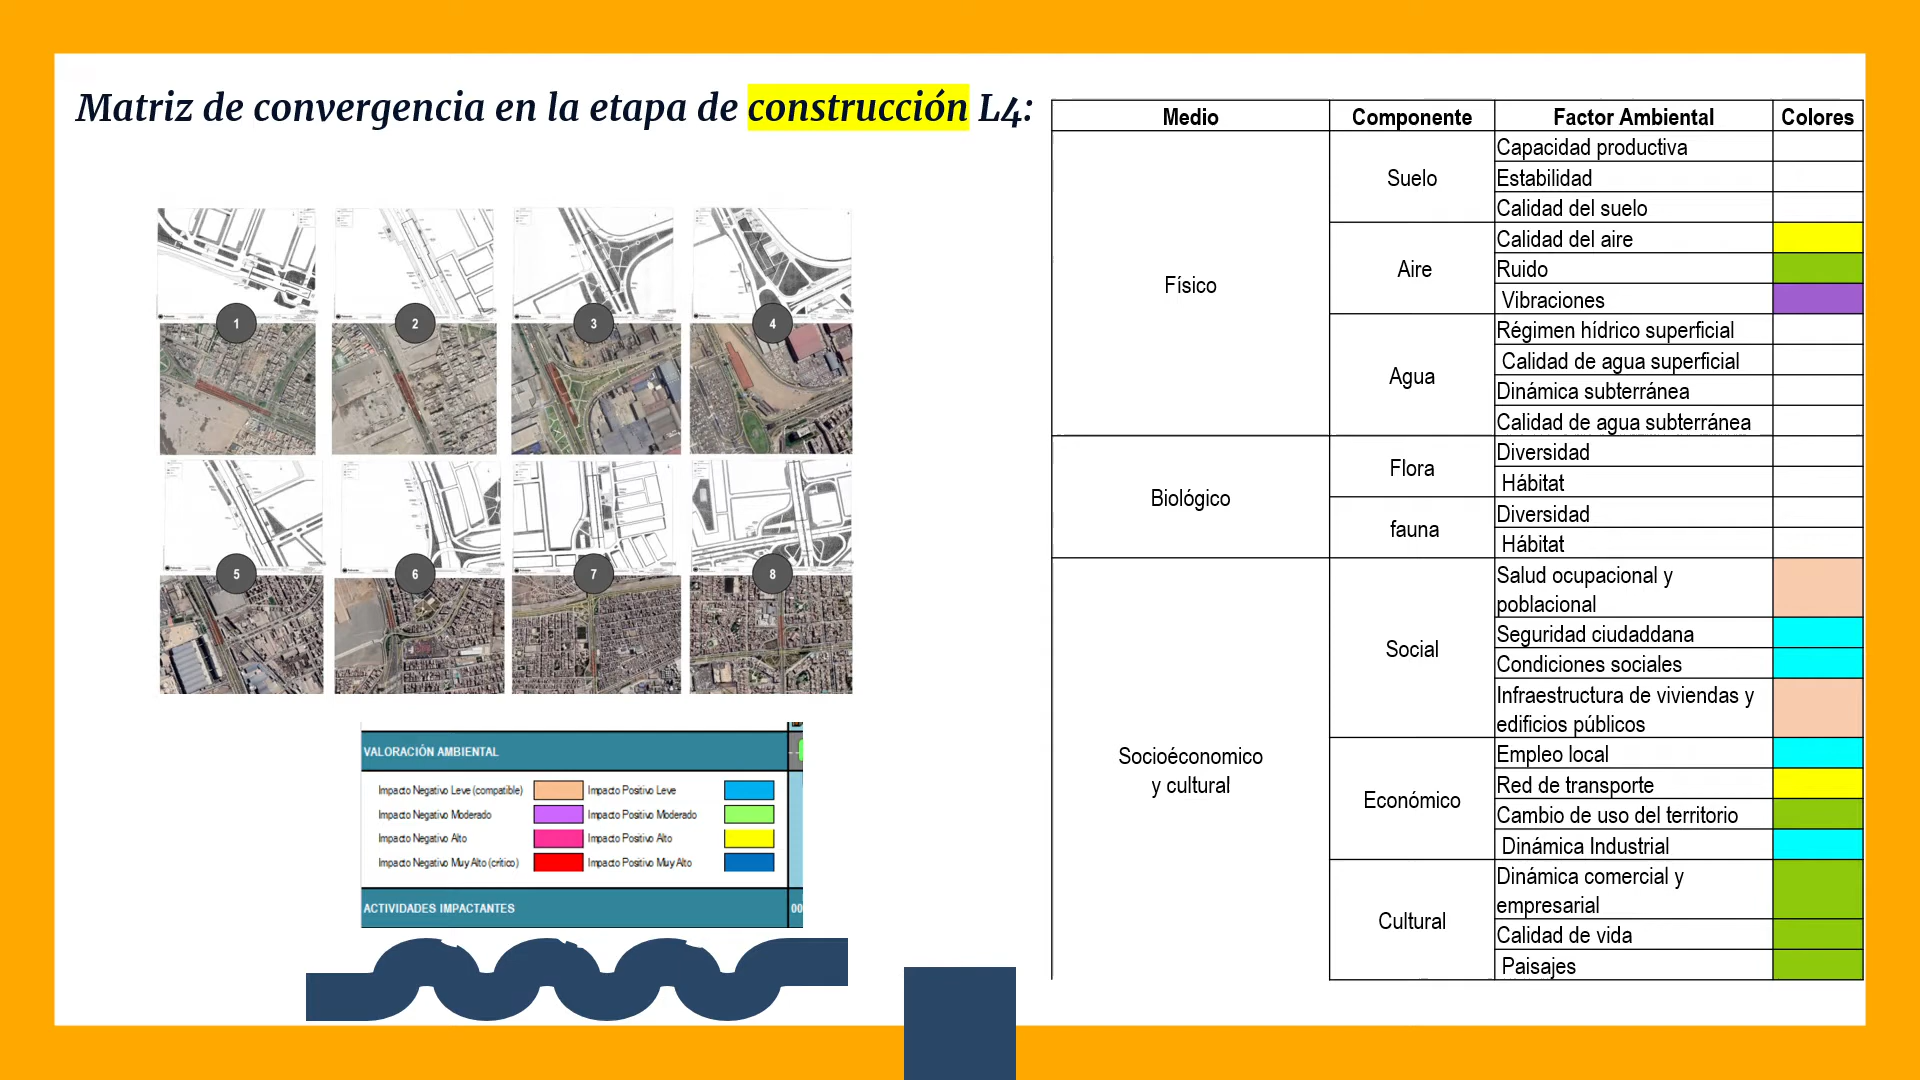 Matriz de convergencia en la etapa de construcción L4:
1
2
3
4
5
6
7
8
VALORACIÓN AMBIENTAL
Impacto Negativo Leve (compatible)
Impacto Positivo Leve
Impacto Negativo Moderado
Impacto Positivo Moderado
Impacto Negativo Alto
Impacto Positivo Alto
Impacto Negativo Muy Alto (crítico)
Impacto Positivo Muy Alto
ACTIVIDADES IMPACTANTES
00
Medio Componente Factor Ambiental Colores
Físico
Suelo
Capacidad productiva
Estabilidad
Calidad del suelo
Aire
Calidad del aire
Ruido
Vibraciones
Agua
Régimen hídrico superficial
Calidad de agua superficial
Dinámica subterránea
Calidad de agua subterránea
Biológico
Flora
Diversidad
Hábitat
fauna
Diversidad
Hábitat
Socioéconomico
y cultural
Social
Salud ocupacional y
poblacional
Seguridad ciudaddana
Condiciones sociales
Infraestructura de viviendas y
edificios públicos
Económico
Empleo local
Red de transporte
Cambio de uso del territorio
Dinámica Industrial
Cultural
Dinámica comercial y
empresarial
Calidad de vida
Paisajes